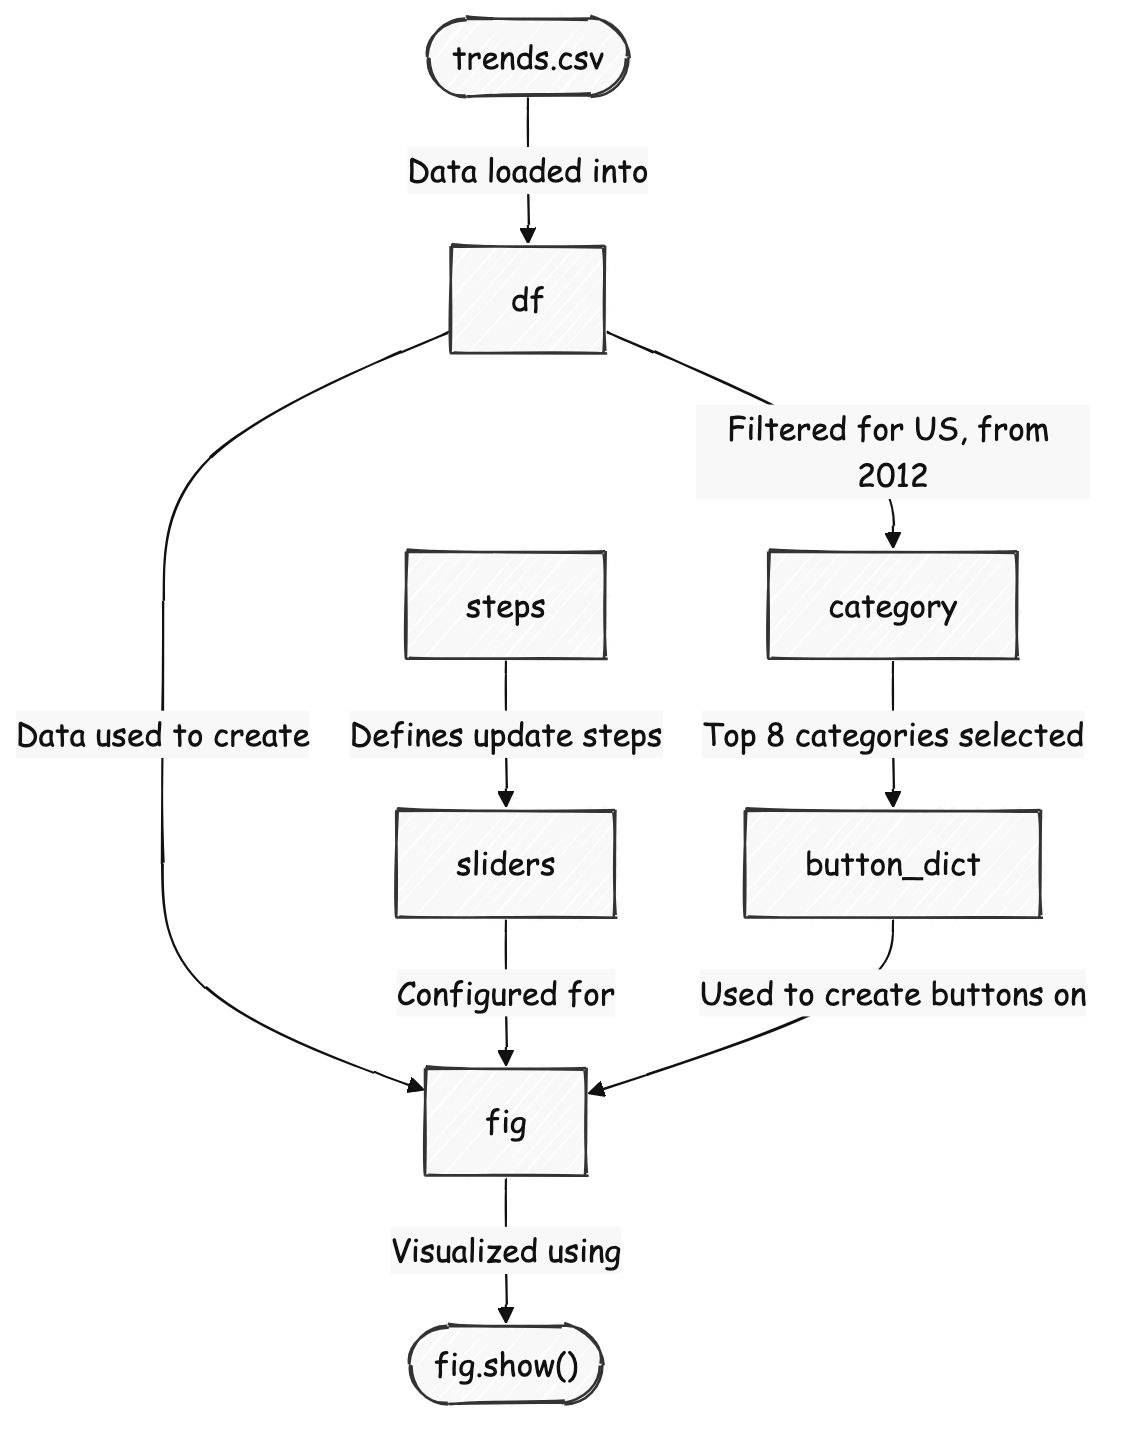 trends.csv
Data loaded into
df
Filtered for US, from
2012
steps
category
Data used to create
Defines update steps
Top 8 categories selected
sliders
button_dict
Configured for
Used to create buttons on
fig
Visualized using
fig.show()